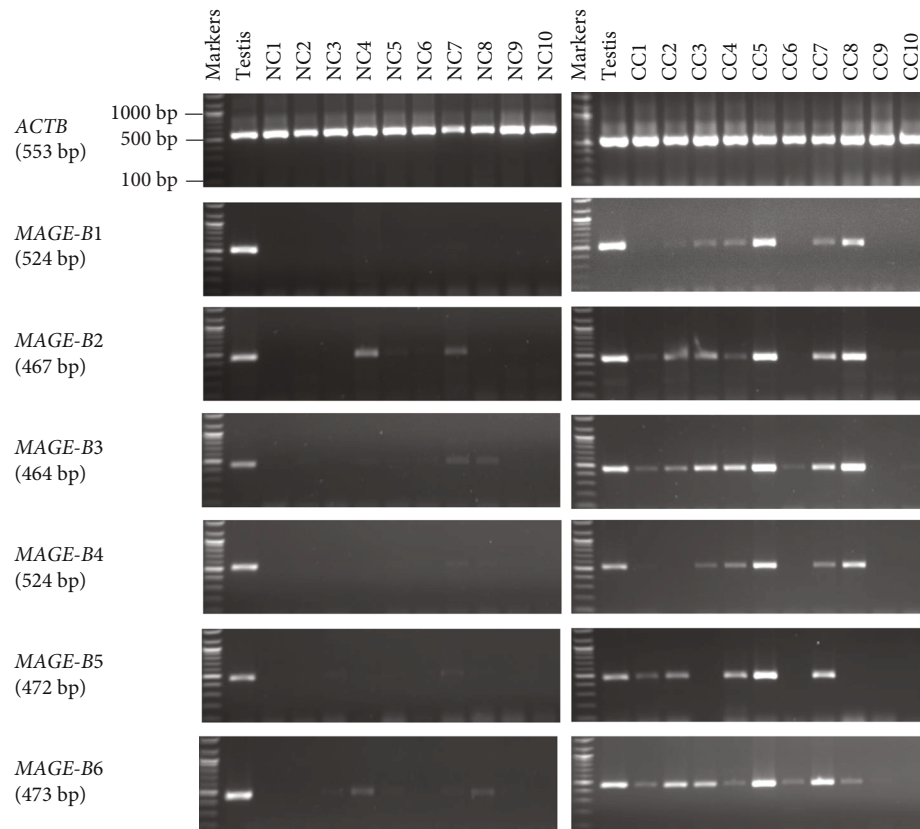 Markers Testis NC1 NC2 NC3 NC4 NC5 NC6 NC7 NC8 NC9 NC10 Markers Testis CC1 CC2 CC3 CC4 CC5 CC6 CC7 CC8 CC9 CC10
ACTB
(553 bp)
1000 bp
500 bp
100 bp
MAGE-B1
(524 bp)
MAGE-B2
(467 bp)
MAGE-B3
(464 bp)
MAGE-B4
(524 bp)
MAGE-B5
(472 bp)
MAGE-B6
(473 bp)